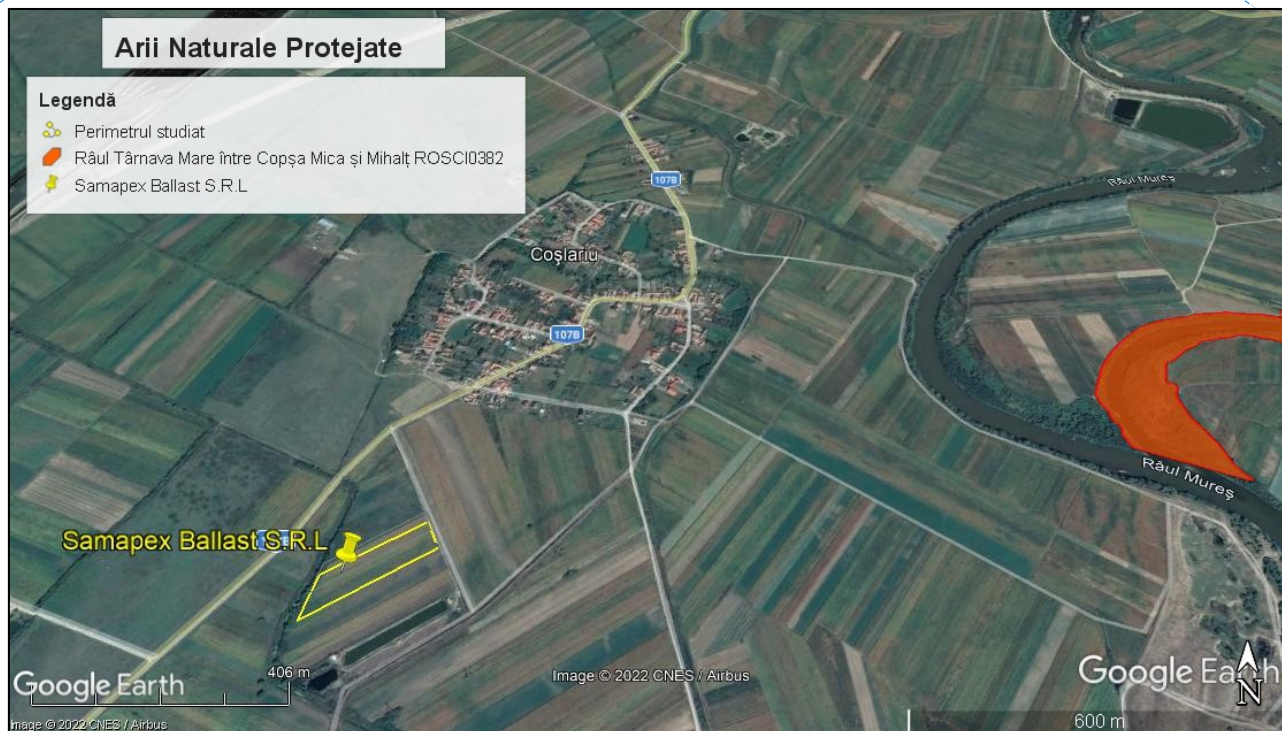 Arii Naturale Protejate
Legendă
Perimetrul studiat
Râul Târnava Mare între Copșa Mica și Mihalț ROSCI0382
Samapex Ballast S.R.L
107B
Râul Mureș
Coşlariu
107B
Râul Mureş
Samapex Ballast S.R.L
406 m
Google Earth
Image © 2022 CNES / Airbus
Google Earth
N
Image © 2022 CNES / Airbus
600 m